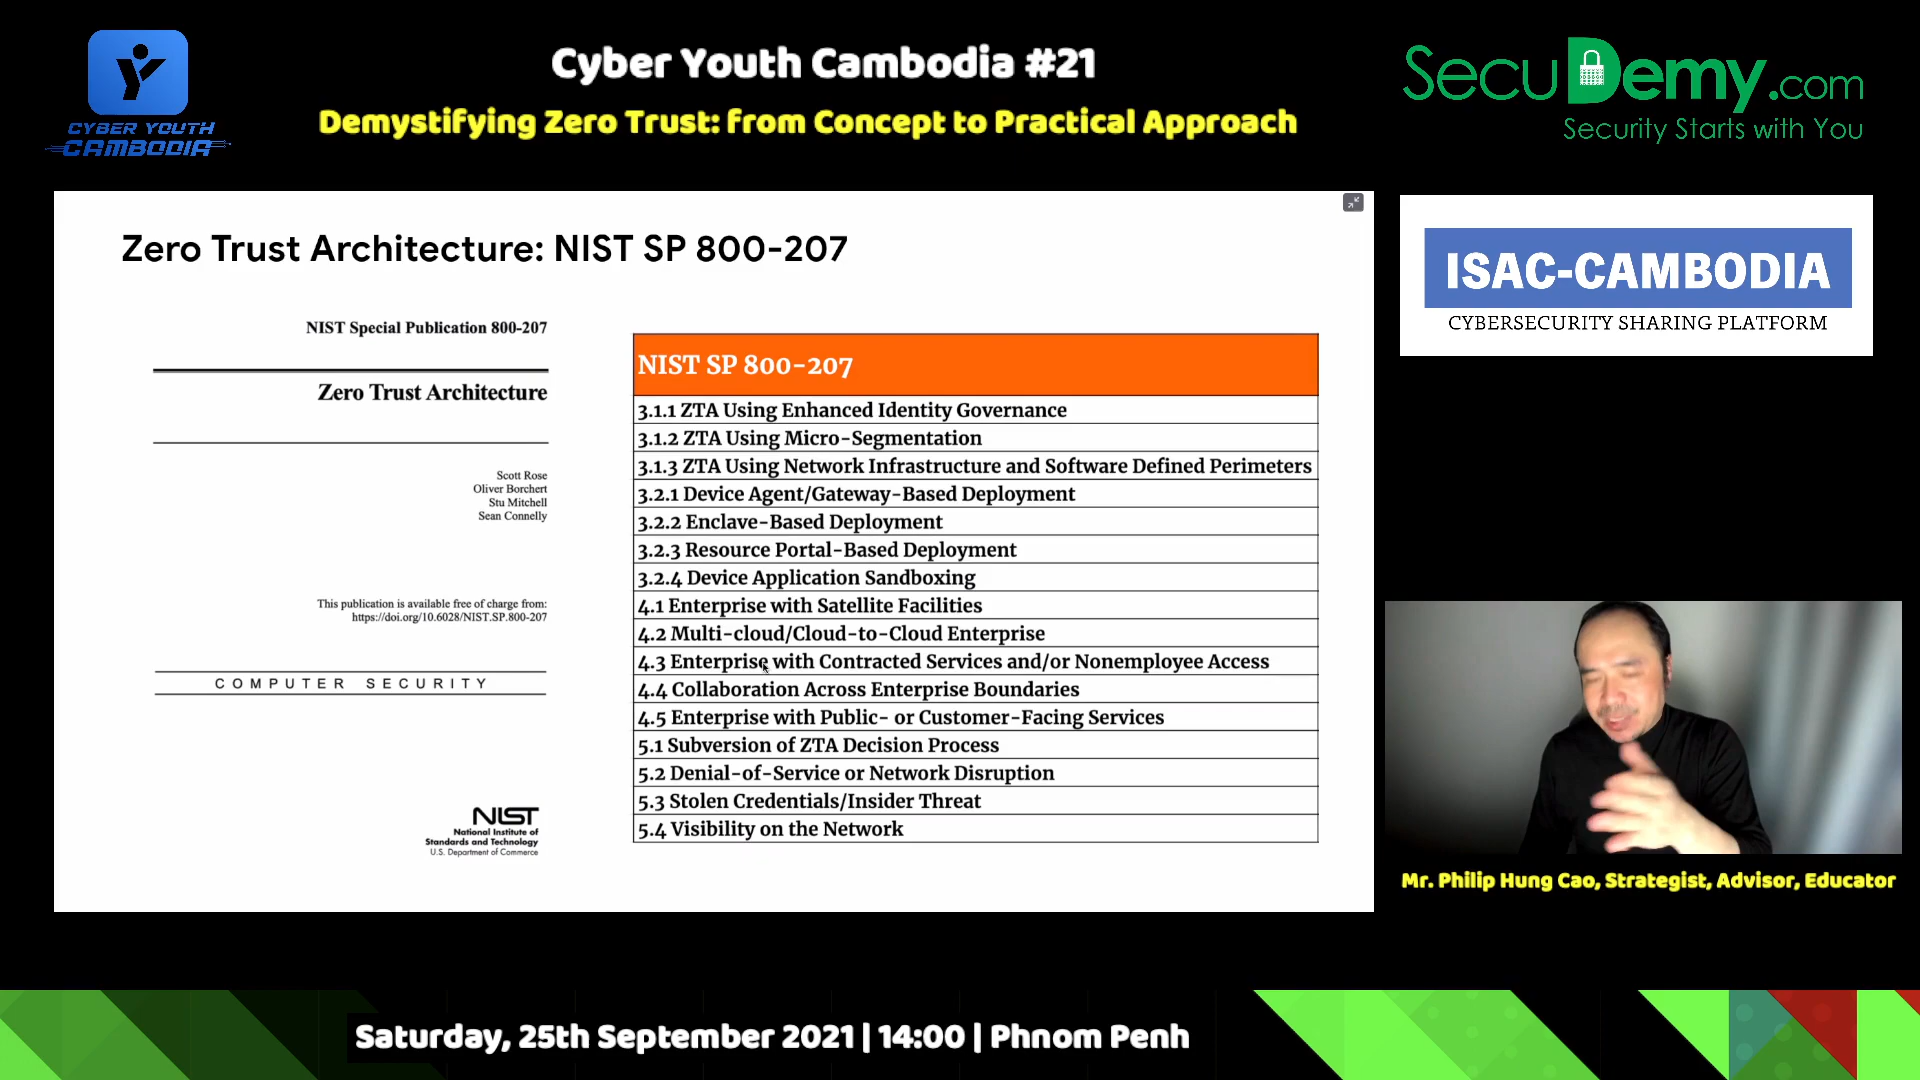 Cyber Youth Cambodia #21
Demystifying Zero Trust: from Concept to Practical Approach
CYBER YOUTH
CAMBODIA
SecuDemy.com
Security Starts with You
Zero Trust Architecture: NIST SP 800-207
NIST Special Publication 800-207
Zero Trust Architecture
Scott Rose
Oliver Borchert
Stu Mitchell
Sean Connelly
This publication is available free of charge from:
https://doi.org/10.6028/NIST.SP.800-207
COMPUTER SECURITY
NIST
National Institute of
Standards and Technology
U.S. Department of Commerce
NIST SP 800-207
3.1.1 ZTA Using Enhanced Identity Governance
3.1.2 ZTA Using Micro-Segmentation
3.1.3 ZTA Using Network Infrastructure and Software Defined Perimeters
3.2.1 Device Agent/Gateway-Based Deployment
3.2.2 Enclave-Based Deployment
3.2.3 Resource Portal-Based Deployment
3.2.4 Device Application Sandboxing
4.1 Enterprise with Satellite Facilities
4.2 Multi-cloud/Cloud-to-Cloud Enterprise
4.3 Enterprise with Contracted Services and/or Nonemployee Access
4.4 Collaboration Across Enterprise Boundaries
4.5 Enterprise with Public- or Customer-Facing Services
5.1 Subversion of ZTA Decision Process
5.2 Denial-of-Service or Network Disruption
5.3 Stolen Credentials/Insider Threat
5.4 Visibility on the Network
ISAC-CAMBODIA
CYBERSECURITY SHARING PLATFORM
Mr. Philip Hung Cao, Strategist, Advisor, Educator
Saturday, 25th September 2021 | 14:00 | Phnom Penh